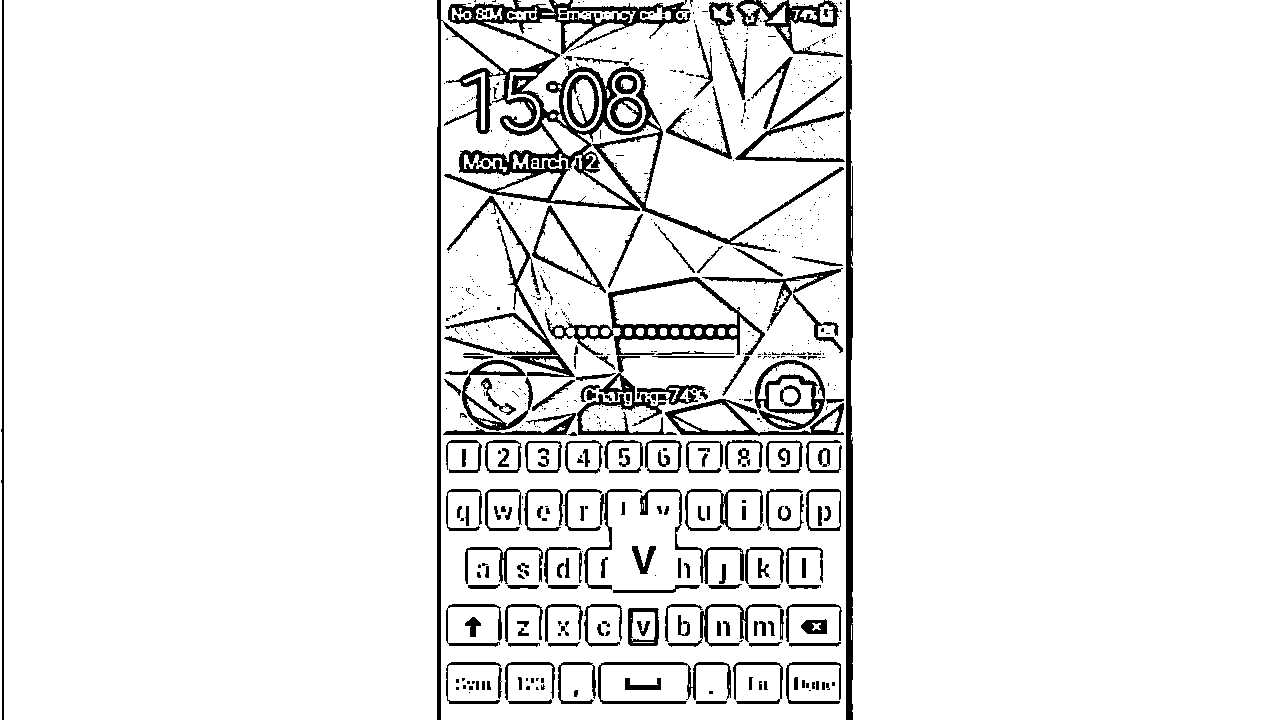 No SIM card – Emergency calls on 74%
15:08
Mon, March 12
Charging: 74%
1 2 3 4 5 6 7 8 9 0
q w e r t y u i o p
V
a s d f h j k l
z x c v b n m
Sym 123 , . En Done